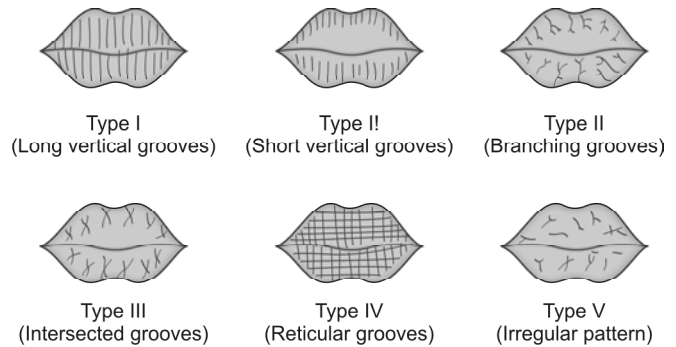 Type I
(Long vertical grooves)
Type I!
(Short vertical grooves)
Type II
(Branching grooves)
Type III
(Intersected grooves)
Type IV
(Reticular grooves)
Type V
(Irregular pattern)